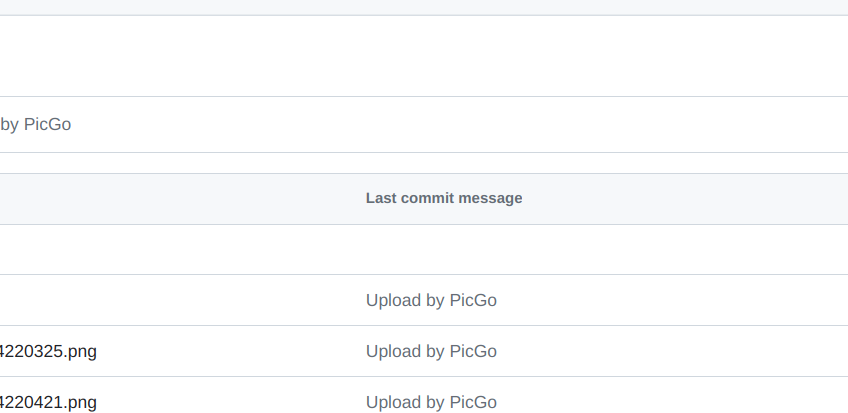 by PicGo
Last commit message
Upload by PicGo
4220325.png Upload by PicGo
4220421.png Upload by PicGo